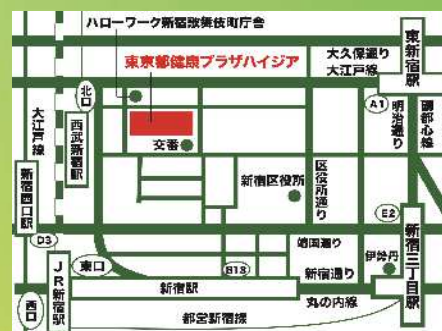 ハローワーク新宿歌舞伎町庁舎
東京都健康プラザハイジア
大久保通り
大江戸線
東新宿駅
北口
西武新宿駅
大江戸線
交番
A1
明治通り
副都心線
新宿西口駅
新宿区役所
区役所通り
E2
D3
東口
靖国通り
伊勢丹
新宿三丁目駅
B13
新宿通り
JR新宿駅
新宿駅
丸の内線
西口
都営新宿線